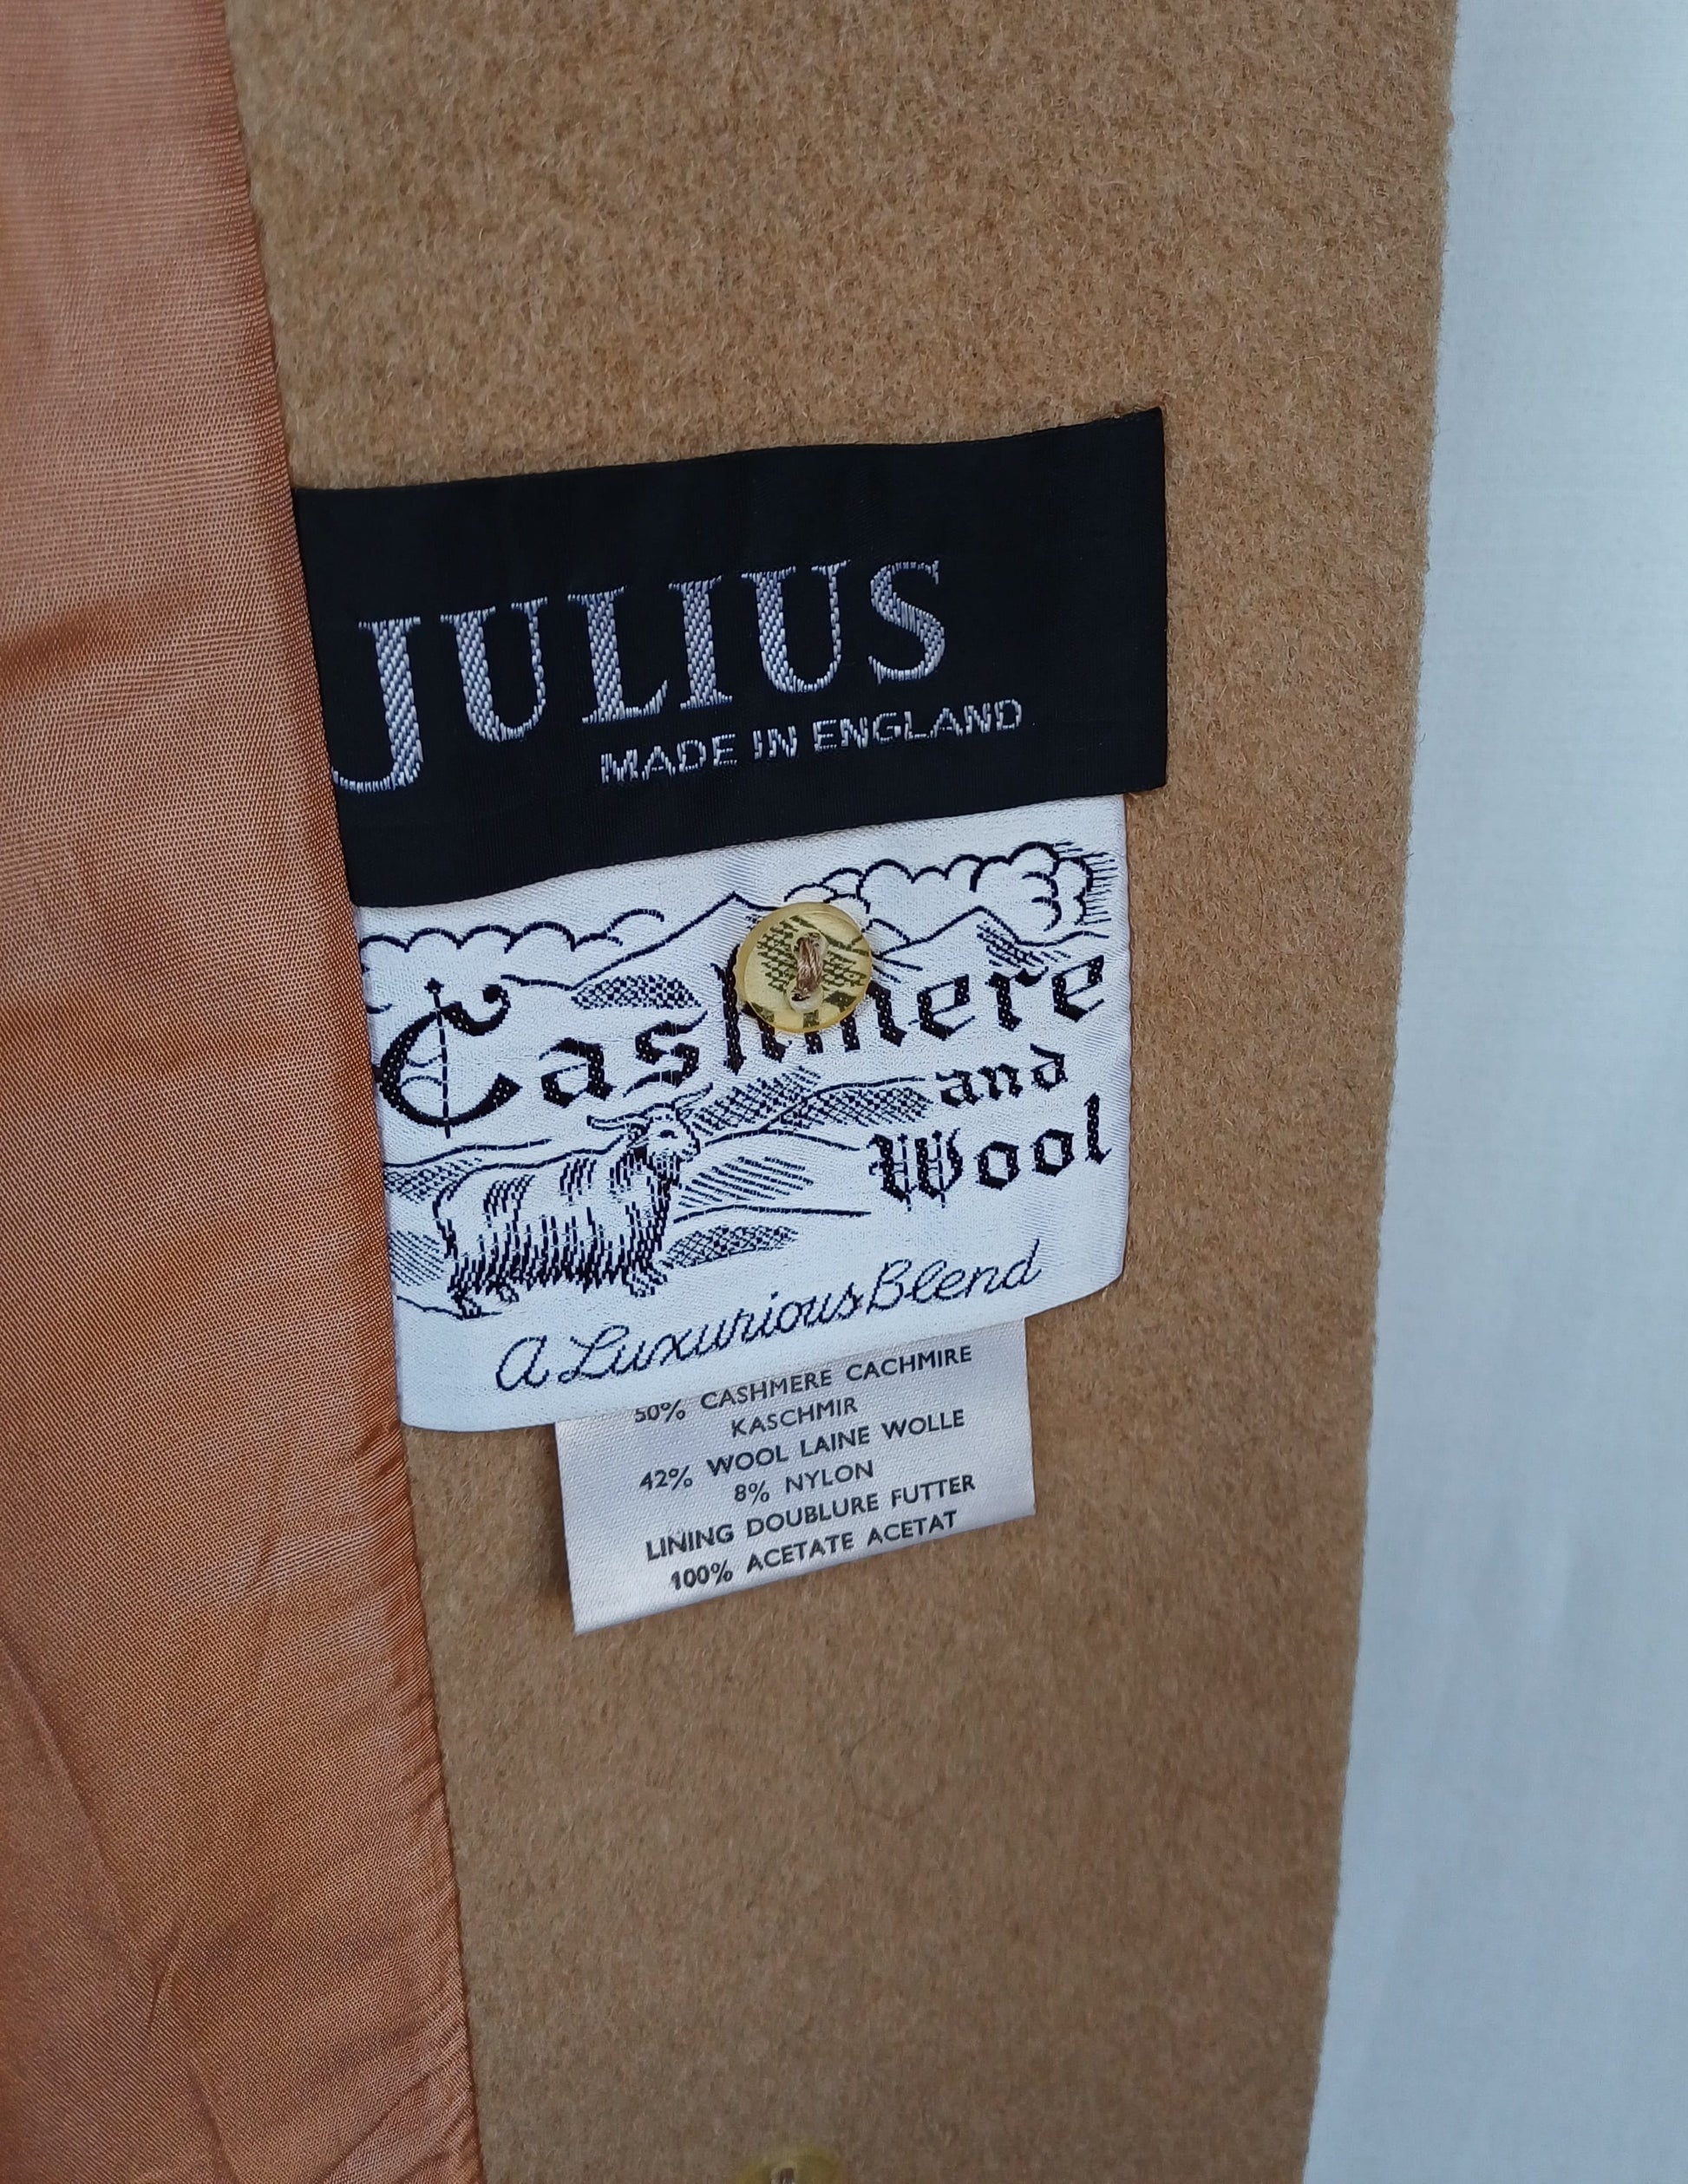 JULIUS
MADE IN ENGLAND
Cashmere
and
Wool
A Luxurious Blend
50% CASHMERE CACHMIRE
KASCHMIR
42% WOOL LAINE WOLLE
8% NYLON
LINING DOUBLURE FUTTER
100% ACETATE ACETAT